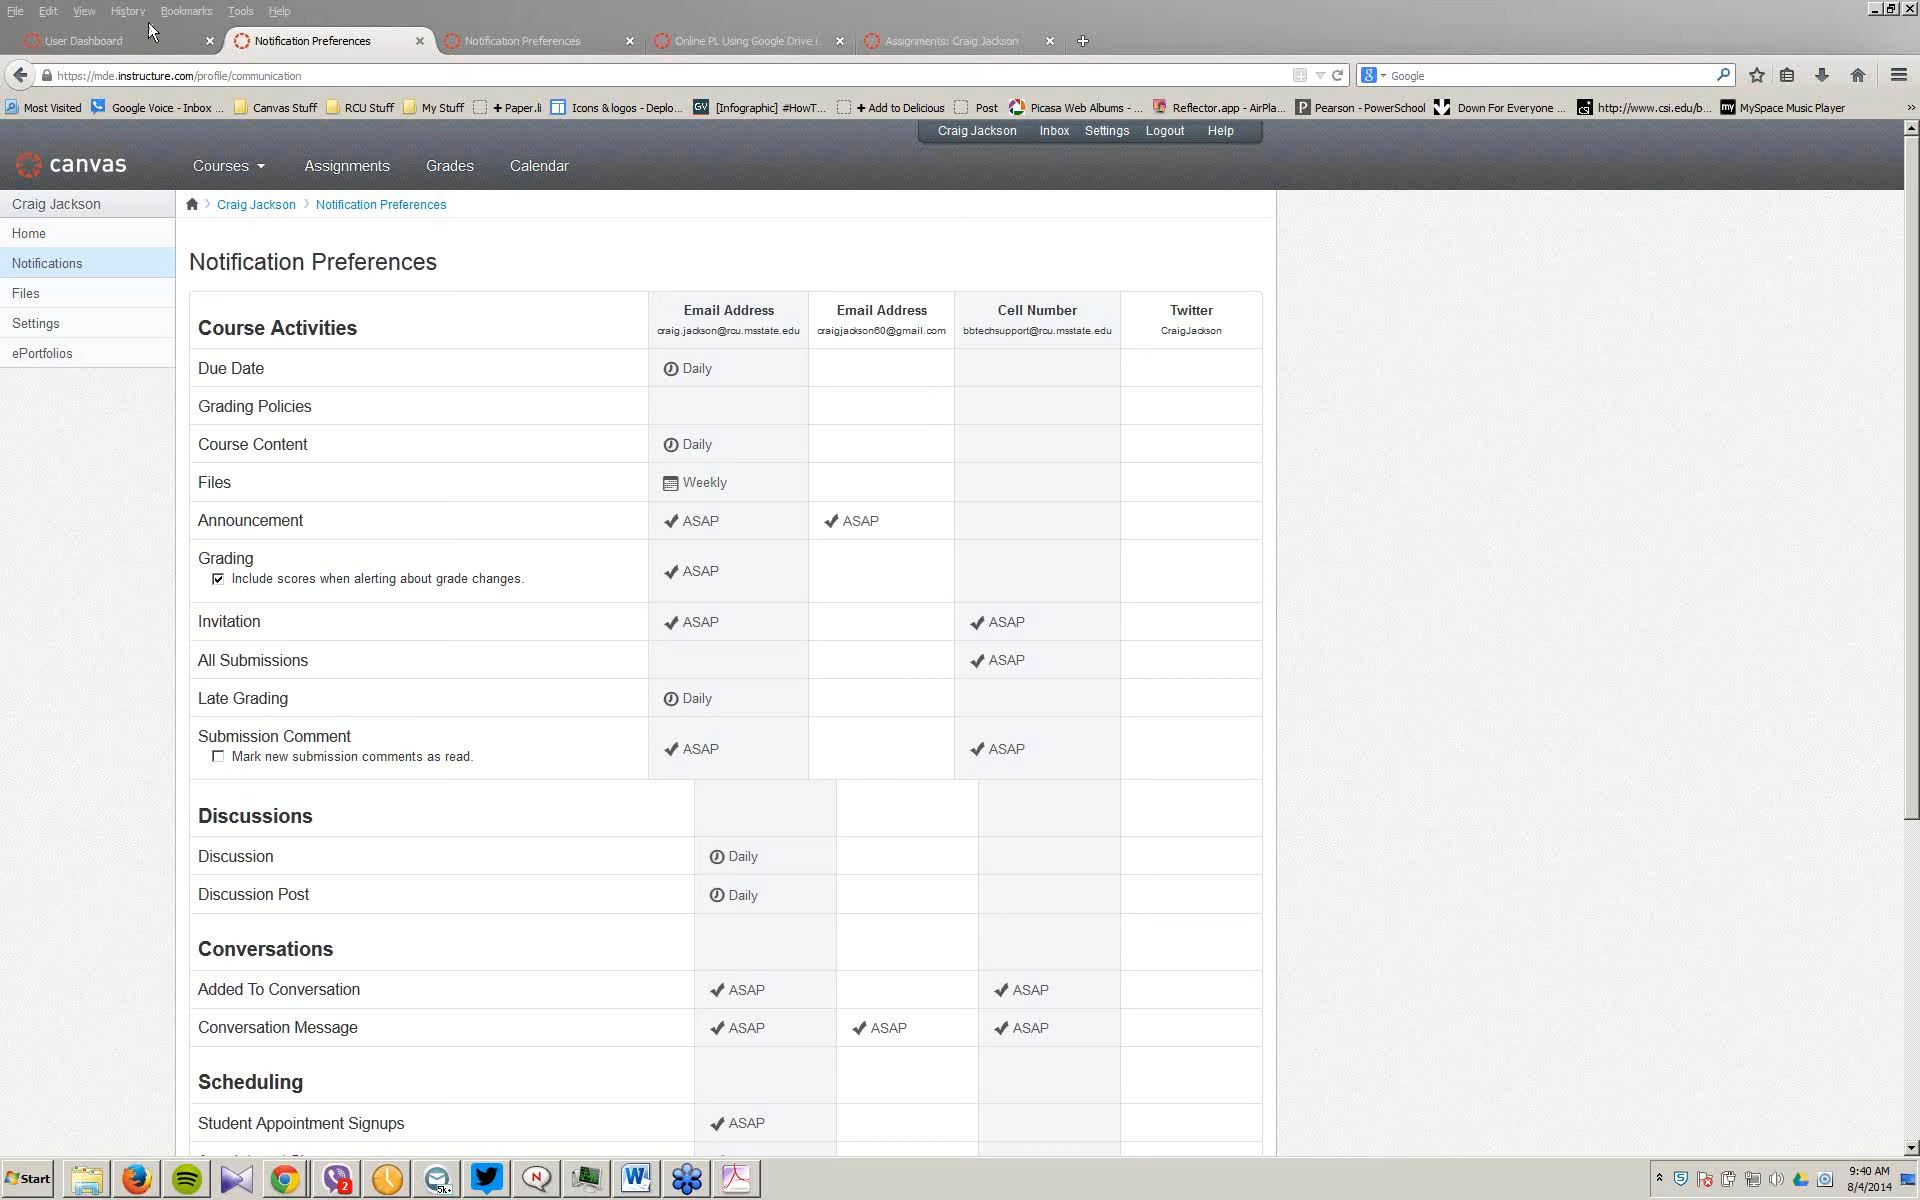 File Edit View History Bookmarks Tools Help
User Dashboard Notification Preferences Notification Preferences Online PL Using Google Drive i... Assignments: Craig Jackson
https://mde.instructure.com/profile/communication Google
Most Visited Google Voice - Inbox ... Canvas Stuff RCU Stuff My Stuff + Paper.li Icons & logos - Deplo... GV [Infographic] #HowT... + Add to Delicious Post Picasa Web Albums - ... Reflector.app - AirPla... Pearson - PowerSchool Down For Everyone ... csi http://www.csi.edu/b... my MySpace Music Player
Craig Jackson Inbox Settings Logout Help
canvas Courses Assignments Grades Calendar
Craig Jackson
Home
Notifications
Files
Settings
ePortfolios
Craig Jackson Notification Preferences
Notification Preferences
Course Activities
Email Address Email Address Cell Number Twitter
craig.jackson@rcu.msstate.edu craigjackson60@gmail.com bbtechsupport@rcu.msstate.edu CraigJackson
Due Date Daily
Grading Policies
Course Content Daily
Files Weekly
Announcement ASAP ASAP
Grading ASAP
Include scores when alerting about grade changes.
Invitation ASAP ASAP
All Submissions ASAP
Late Grading Daily
Submission Comment ASAP ASAP
Mark new submission comments as read.
Discussions
Discussion Daily
Discussion Post Daily
Conversations
Added To Conversation ASAP ASAP
Conversation Message ASAP ASAP ASAP
Scheduling
Student Appointment Signups ASAP
Start 2 5k+ N W
9:40 AM
8/4/2014